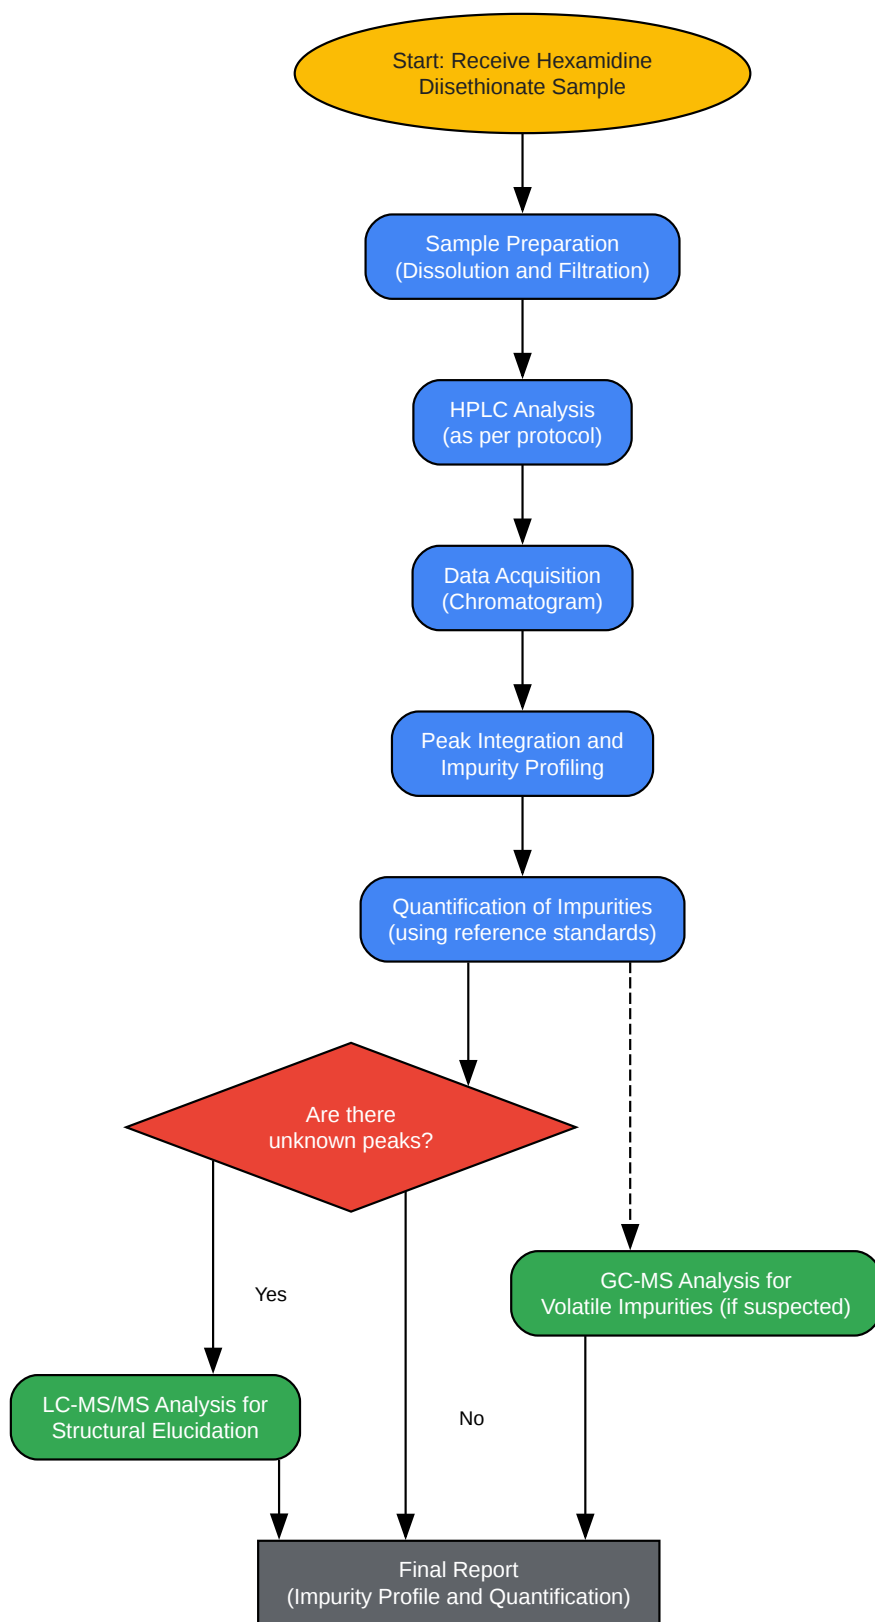 Start: Receive Hexamidine
Diisethionate Sample
Sample Preparation
(Dissolution and Filtration)
HPLC Analysis
(as per protocol)
Data Acquisition
(Chromatogram)
Peak Integration and
Impurity Profiling
Quantification of Impurities
(using reference standards)
Are there
unknown peaks?
GC-MS Analysis for
Volatile Impurities (if suspected)
Yes
LC-MS/MS Analysis for
Structural Elucidation
No
Final Report
(Impurity Profile and Quantification)